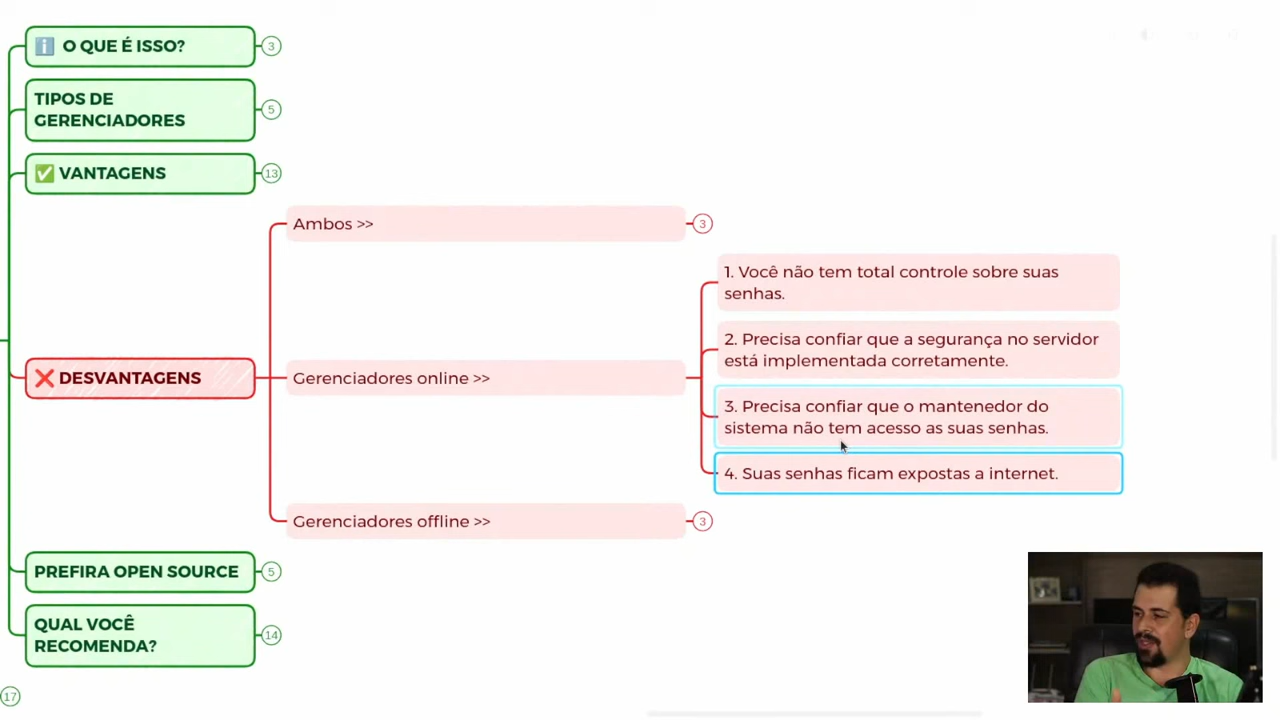 ℹ️ O QUE É ISSO?
3
TIPOS DE
GERENCIADORES
5
✅ VANTAGENS
13
Ambos >>
3
1. Você não tem total controle sobre suas
senhas.
2. Precisa confiar que a segurança no servidor
está implementada corretamente.
❌ DESVANTAGENS
Gerenciadores online >>
3. Precisa confiar que o mantenedor do
sistema não tem acesso as suas senhas.
4. Suas senhas ficam expostas a internet.
Gerenciadores offline >>
3
PREFIRA OPEN SOURCE
5
QUAL VOCÊ
RECOMENDA?
14
17